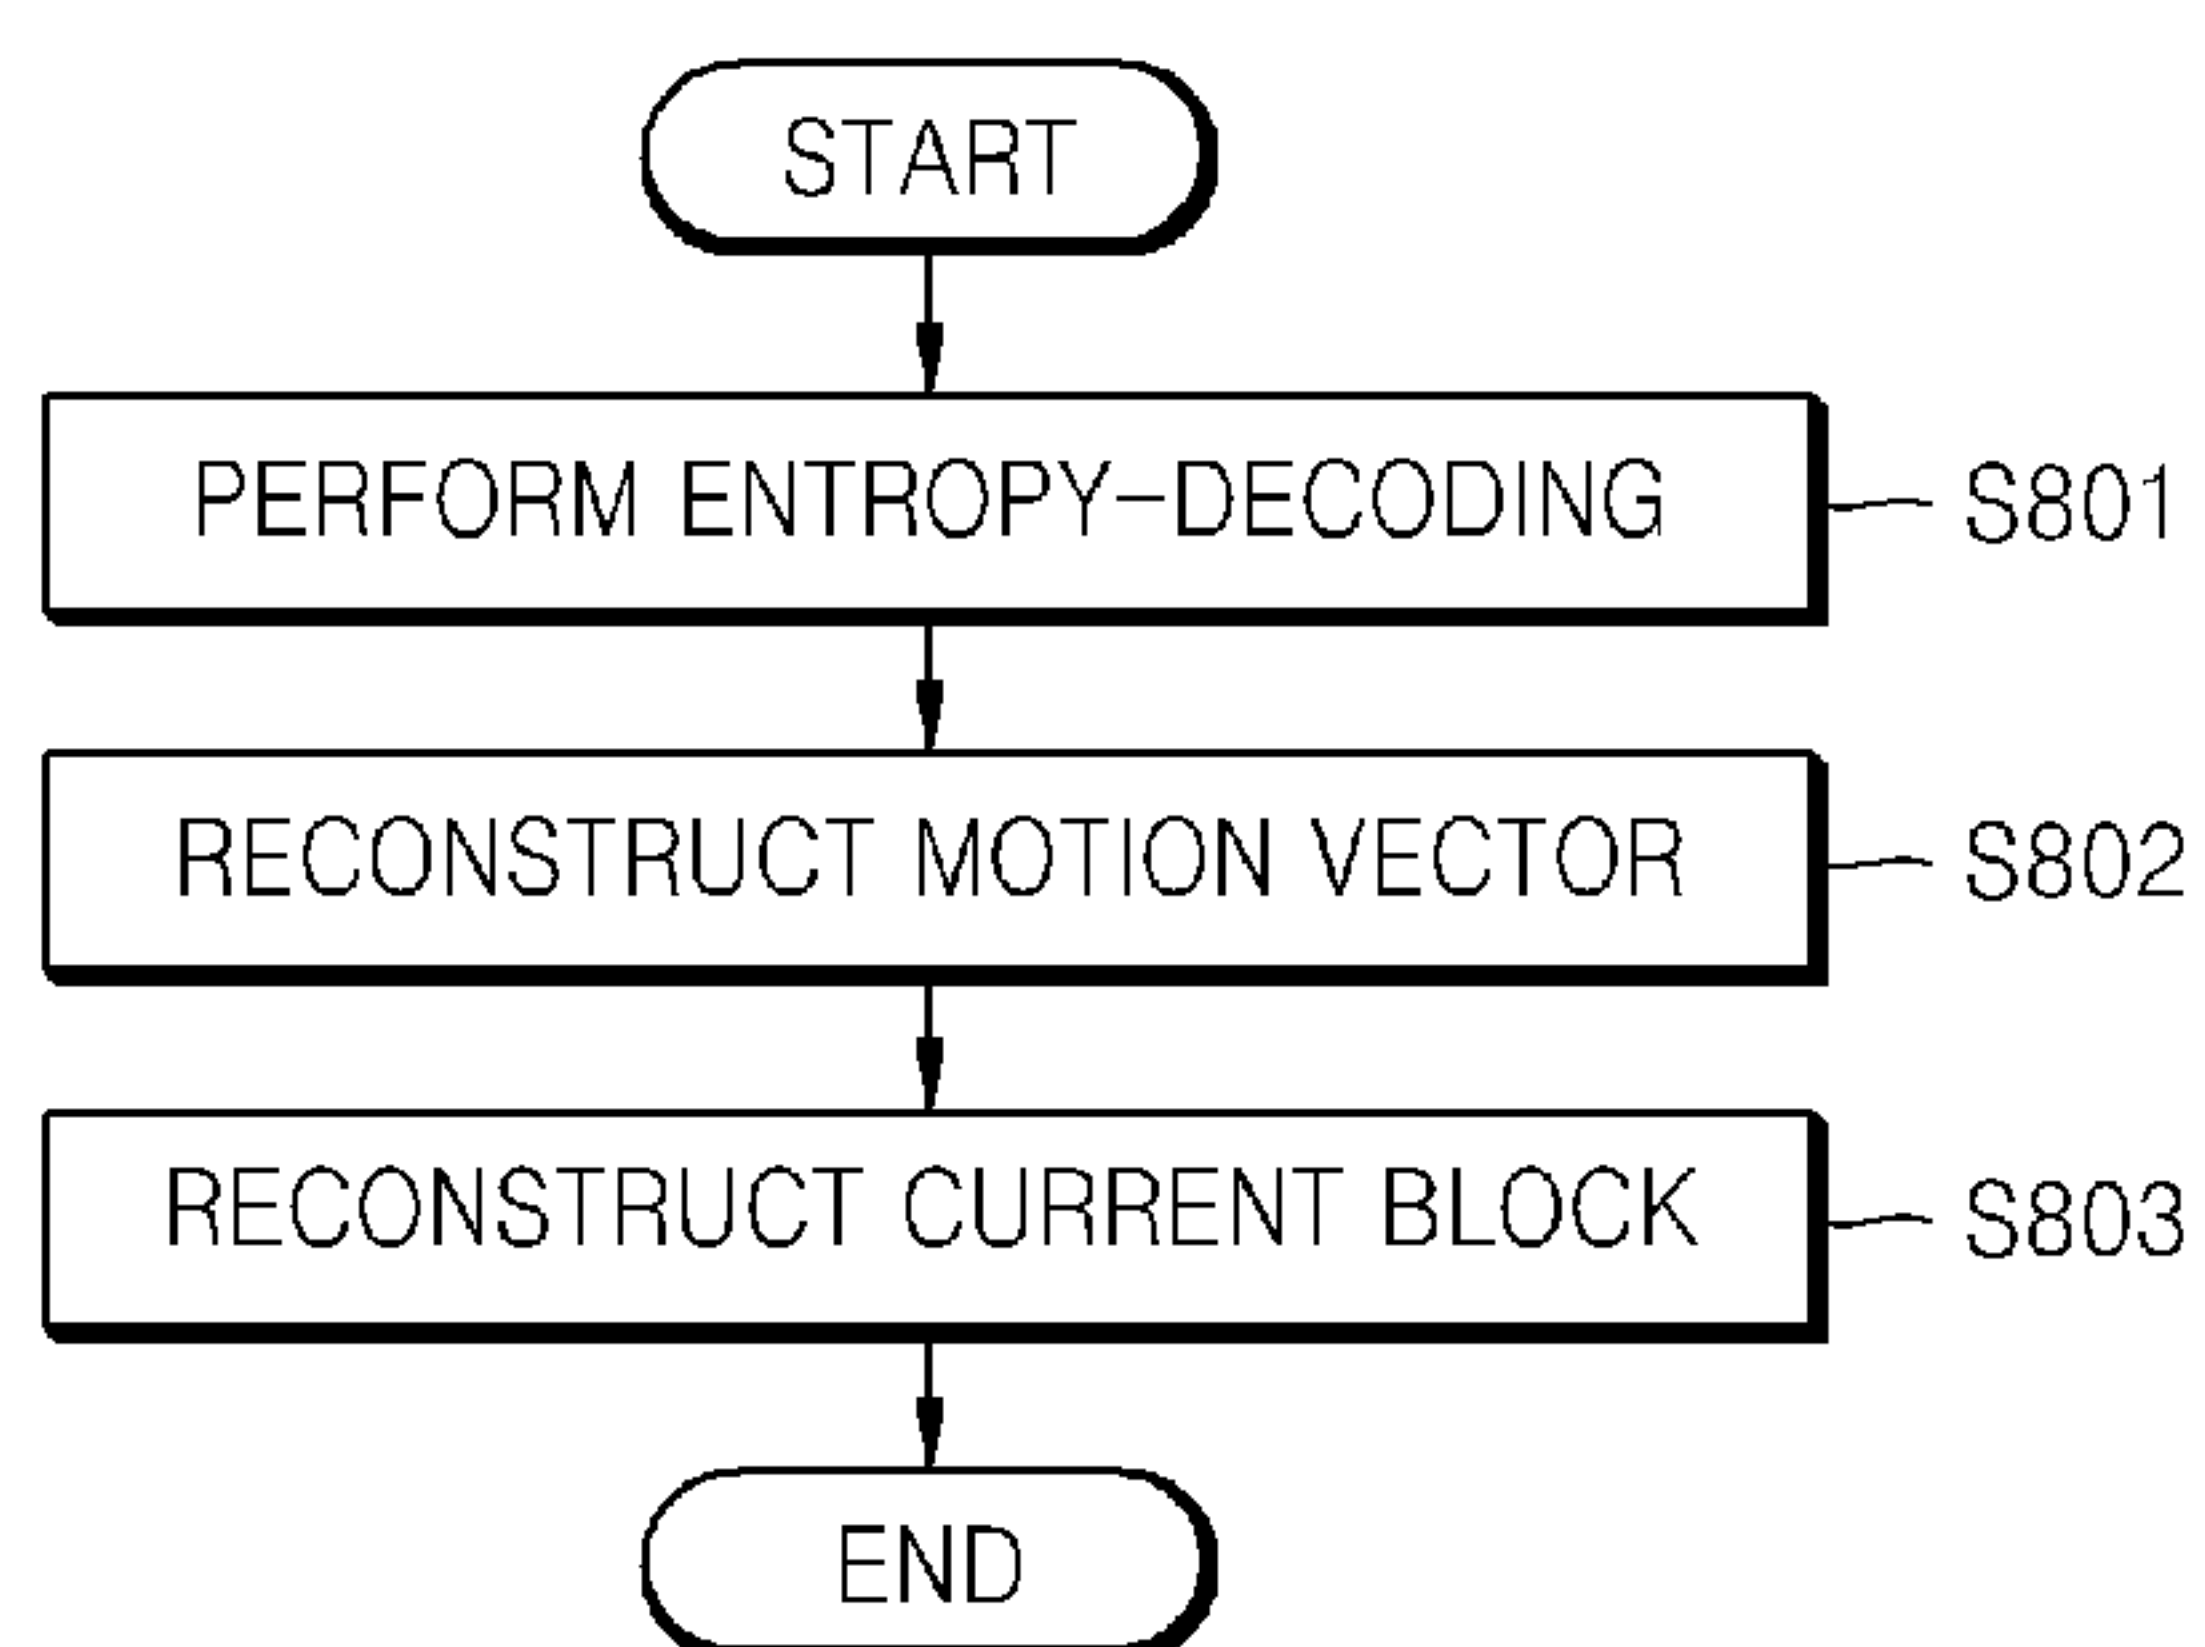 START
PERFORM ENTROPY-DECODING
S801
RECONSTRUCT MOTION VECTOR
S802
RECONSTRUCT CURRENT BLOCK
S803
END